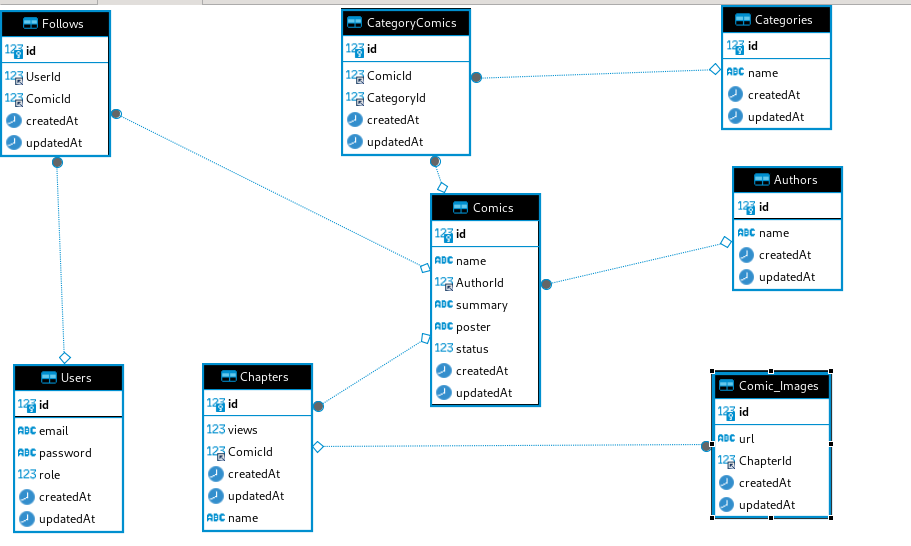 Follows
123 id
123 UserId
123 ComicId
createdAt
updatedAt
CategoryComics
123 id
123 ComicId
123 CategoryId
createdAt
updatedAt
Categories
123 id
ABC name
createdAt
updatedAt
Comics
123 id
ABC name
123 AuthorId
ABC summary
ABC poster
123 status
createdAt
updatedAt
Authors
123 id
ABC name
createdAt
updatedAt
Users
123 id
ABC email
ABC password
123 role
createdAt
updatedAt
Chapters
123 id
123 views
123 ComicId
createdAt
updatedAt
ABC name
Comic_Images
123 id
ABC url
123 ChapterId
createdAt
updatedAt